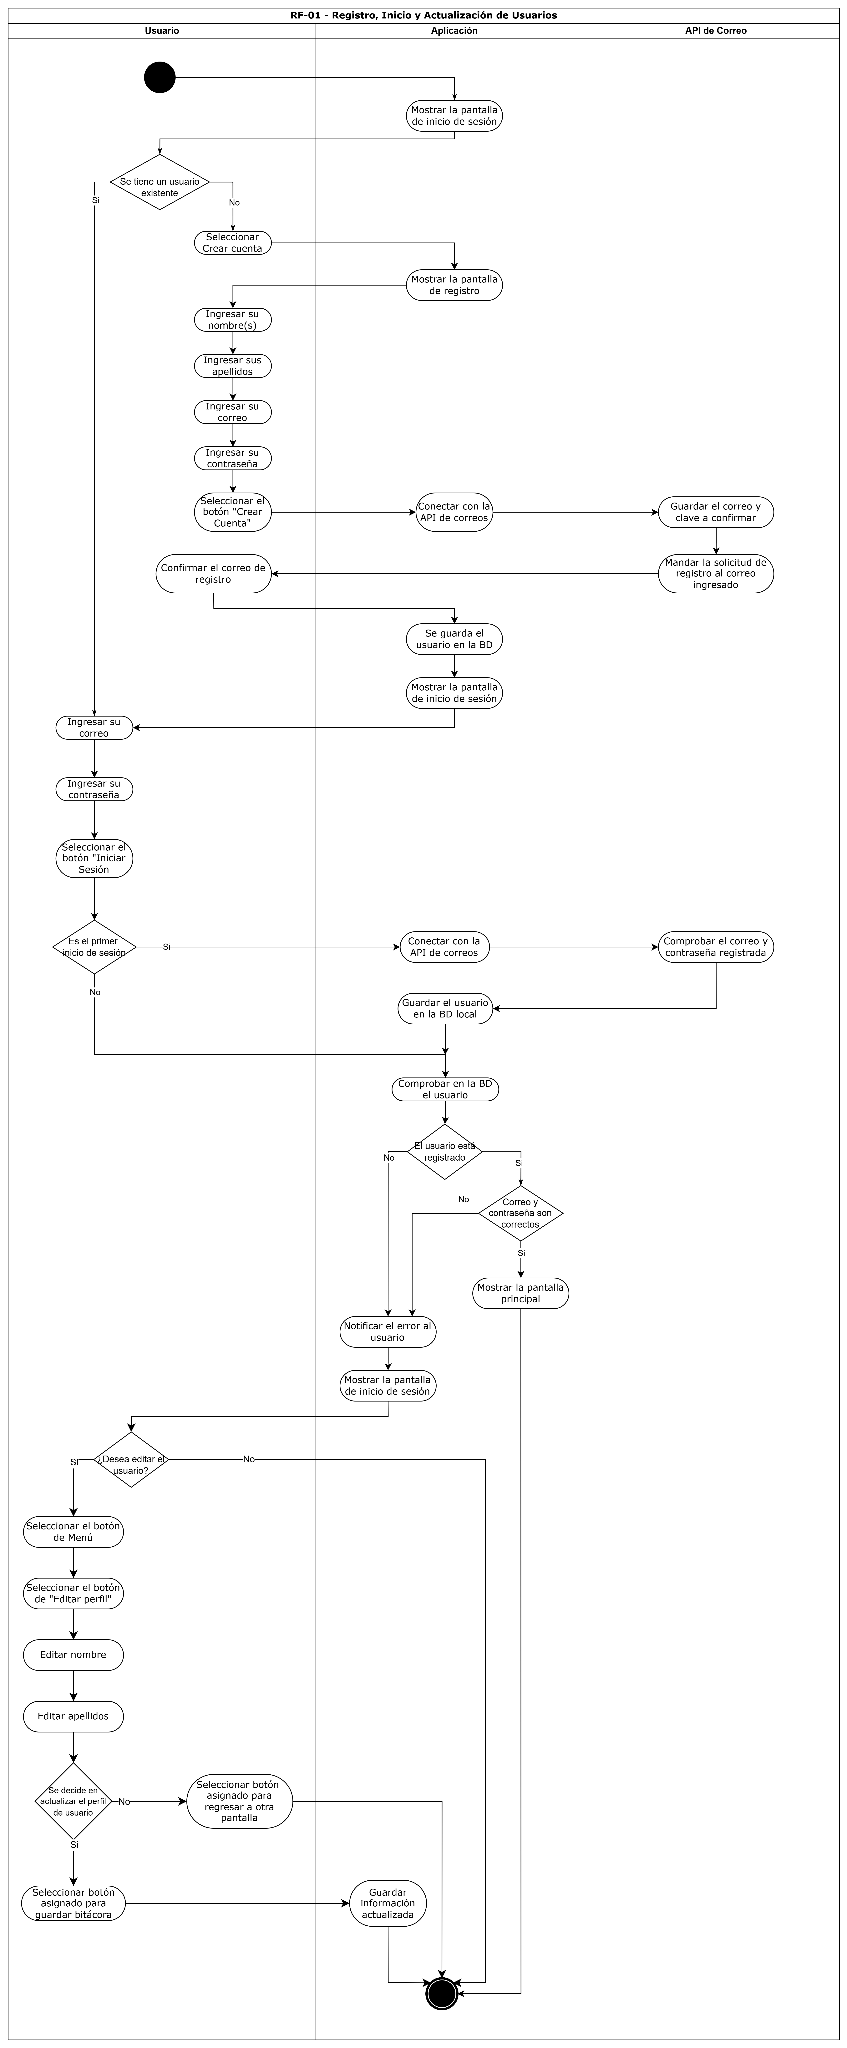 RF-01 - Registro, Inicio y Actualización de Usuarios
Usuario
Aplicación
API de Correo
Mostrar la pantalla
de inicio de sesión
Se tiene un usuario
existente
Si
No
Seleccionar
Crear cuenta
Mostrar la pantalla
de registro
Ingresar su
nombre(s)
Ingresar sus
apellidos
Ingresar su
correo
Ingresar su
contraseña
Seleccionar el
botón "Crear
Cuenta"
Conectar con la
API de correos
Guardar el correo y
clave a confirmar
Confirmar el correo de
registro
Mandar la solicitud de
registro al correo
ingresado
Se guarda el
usuario en la BD
Mostrar la pantalla
de inicio de sesión
Ingresar su
correo
Ingresar su
contraseña
Seleccionar el
botón "Iniciar
Sesión
Es el primer
inicio de sesión
Si
Conectar con la
API de correos
Comprobar el correo y
contraseña registrada
No
Guardar el usuario
en la BD local
Comprobar en la BD
el usuario
El usuario está
registrado
No
Si
Correo y
contraseña son
correctos
No
Si
Mostrar la pantalla
principal
Notificar el error al
usuario
Mostrar la pantalla
de inicio de sesión
¿Desea editar el
usuario?
Si
No
Seleccionar el botón
de Menú
Seleccionar el botón
de "Editar perfil"
Editar nombre
Editar apellidos
Se decide en
actualizar el perfil
de usuario
No
Seleccionar botón
asignado para
regresar a otra
pantalla
Si
Seleccionar botón
asignado para
guardar bitácora
Guardar
información
actualizada